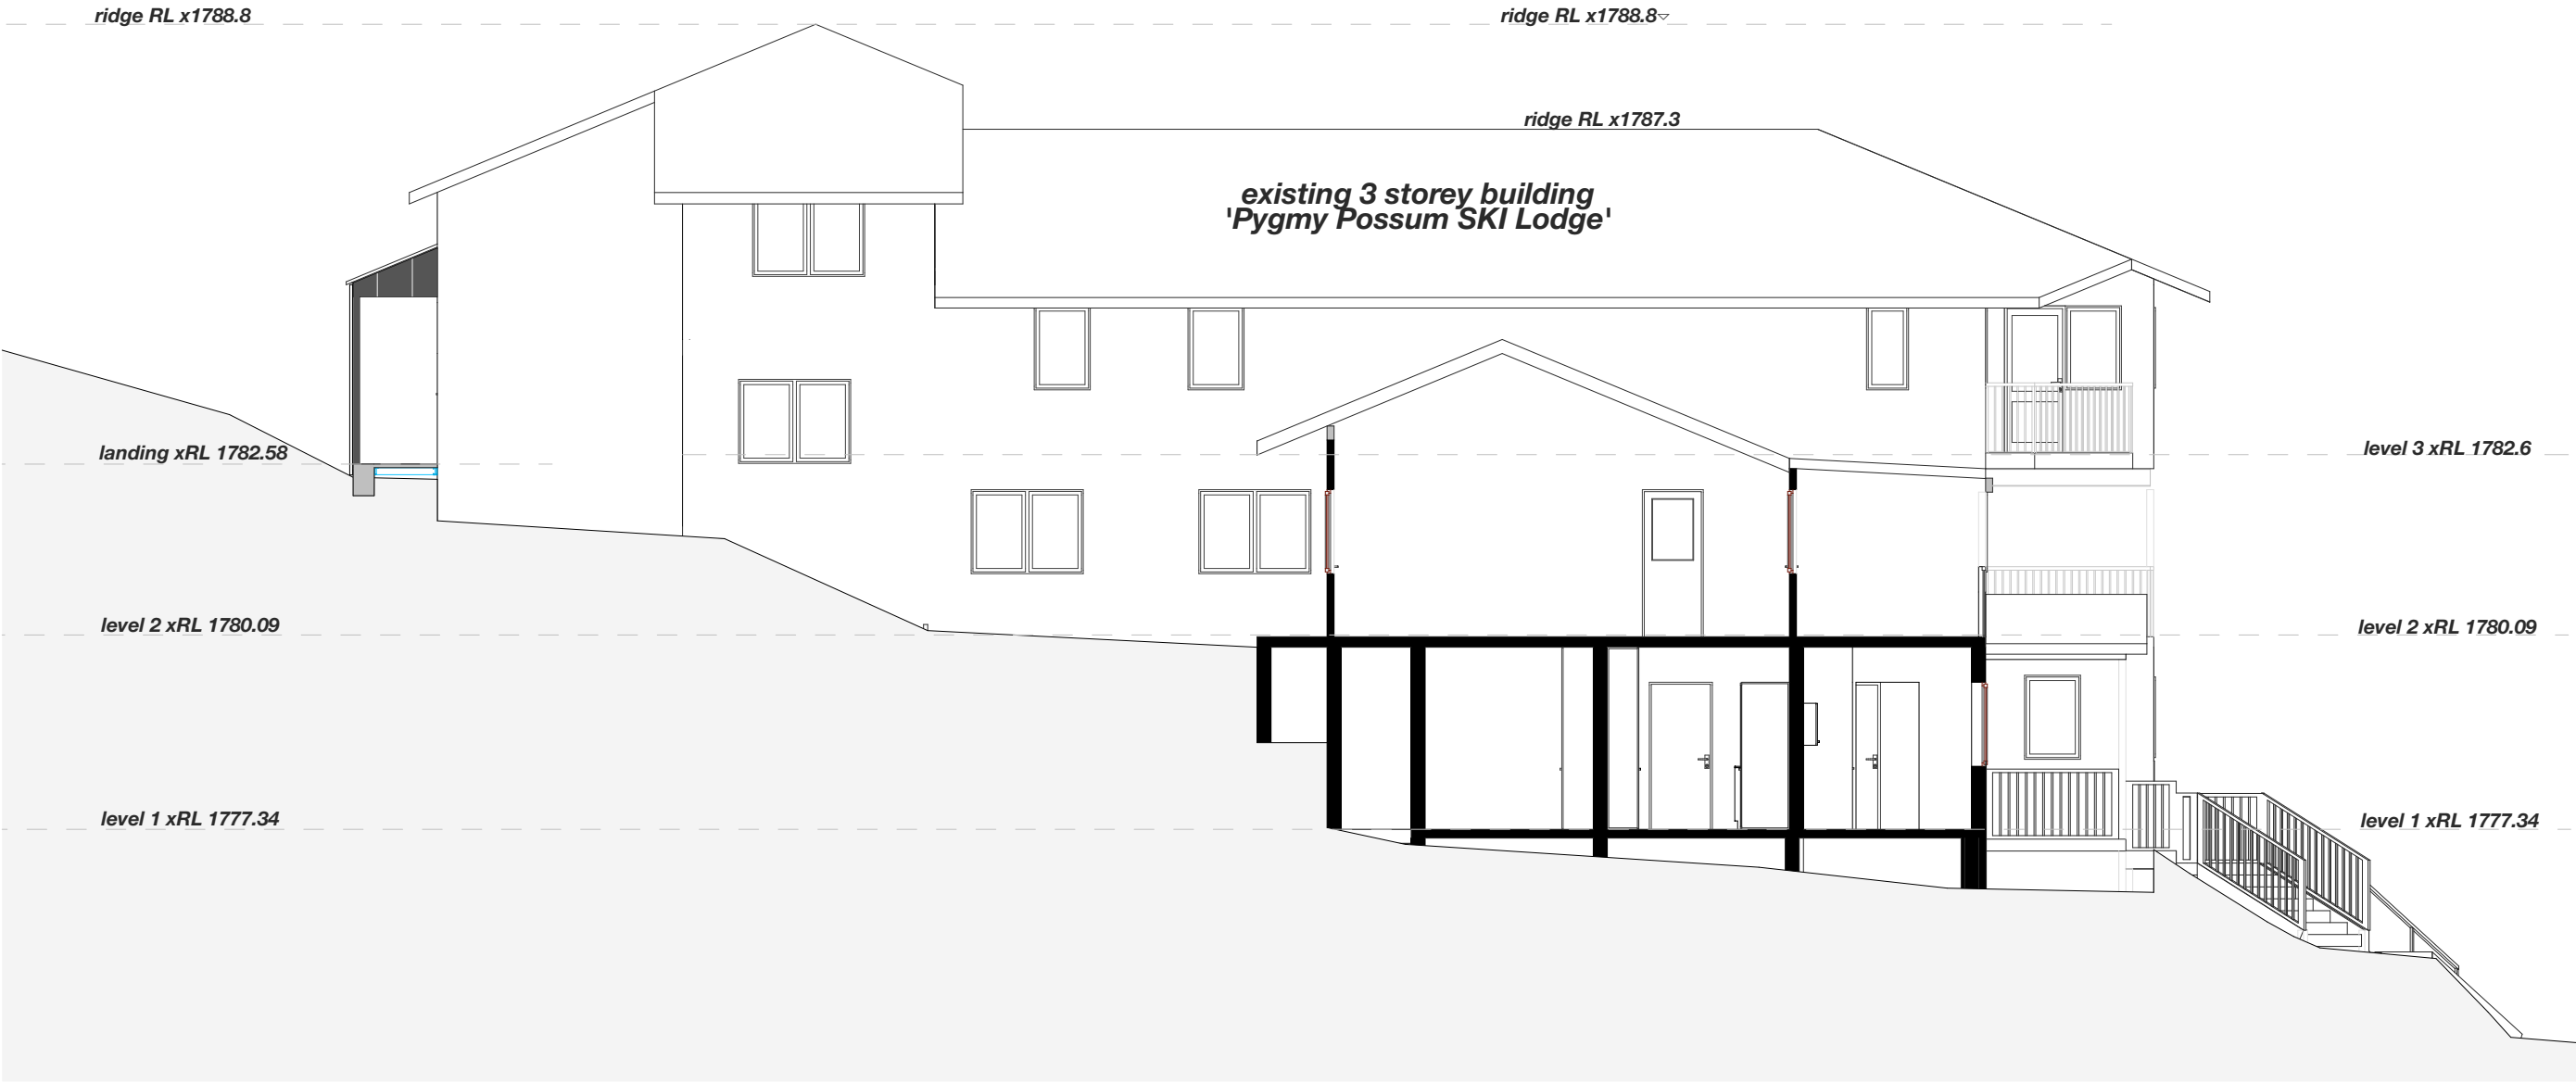 ridge RL x1788.8
ridge RL x1788.8
ridge RL x1787.3
existing 3 storey building
'Pygmy Possum SKI Lodge'
landing xRL 1782.58
level 3 xRL 1782.6
level 2 xRL 1780.09
level 2 xRL 1780.09
level 1 xRL 1777.34
level 1 xRL 1777.34